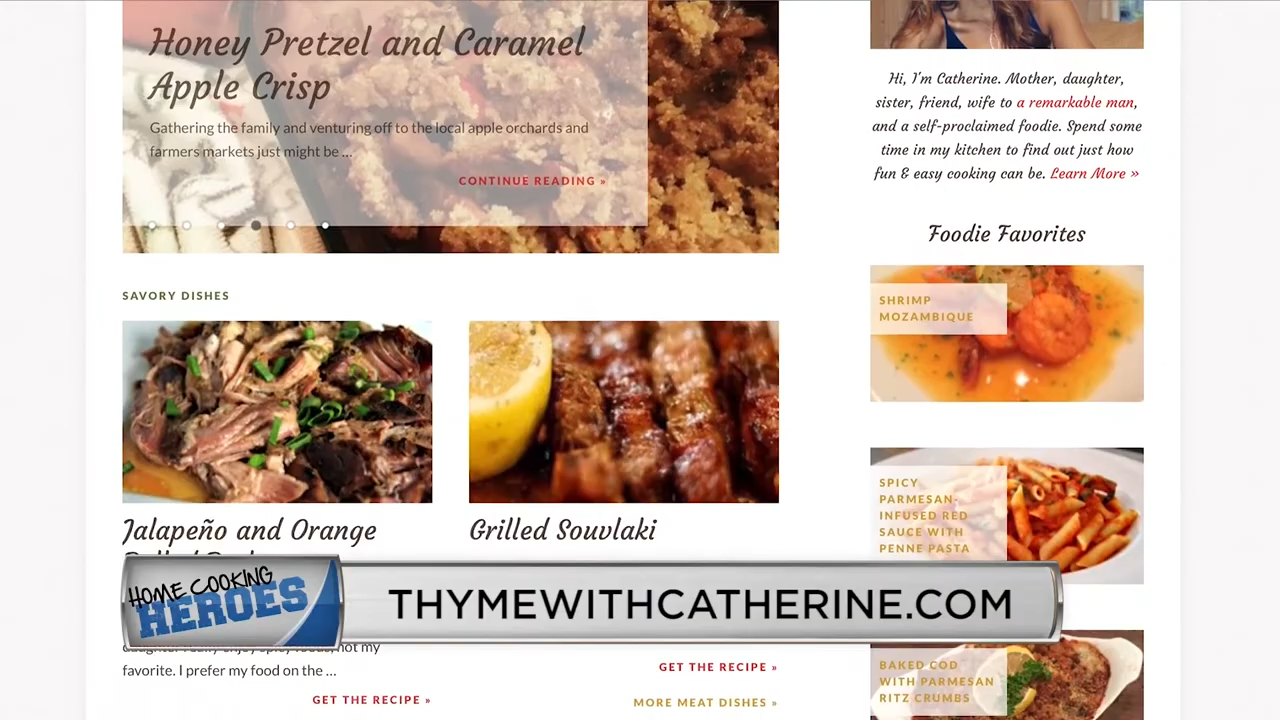 Honey Pretzel and Caramel
Apple Crisp
Gathering the family and venturing off to the local apple orchards and
farmers markets just might be ...
CONTINUE READING »
SAVORY DISHES
Jalapeño and Orange
Grilled Souvlaki
favorite. I prefer my food on the ...
GET THE RECIPE »
GET THE RECIPE »
MORE MEAT DISHES »
Hi, I'm Catherine. Mother, daughter,
sister, friend, wife to a remarkable man,
and a self-proclaimed foodie. Spend some
time in my kitchen to find out just how
fun & easy cooking can be. Learn More »
Foodie Favorites
SHRIMP
MOZAMBIQUE
SPICY
PARMESAN-
INFUSED RED
SAUCE WITH
PENNE PASTA
BAKED COD
WITH PARMESAN
RITZ CRUMBS
HOME COOKING
HEROES
THYMEWITHCATHERINE.COM